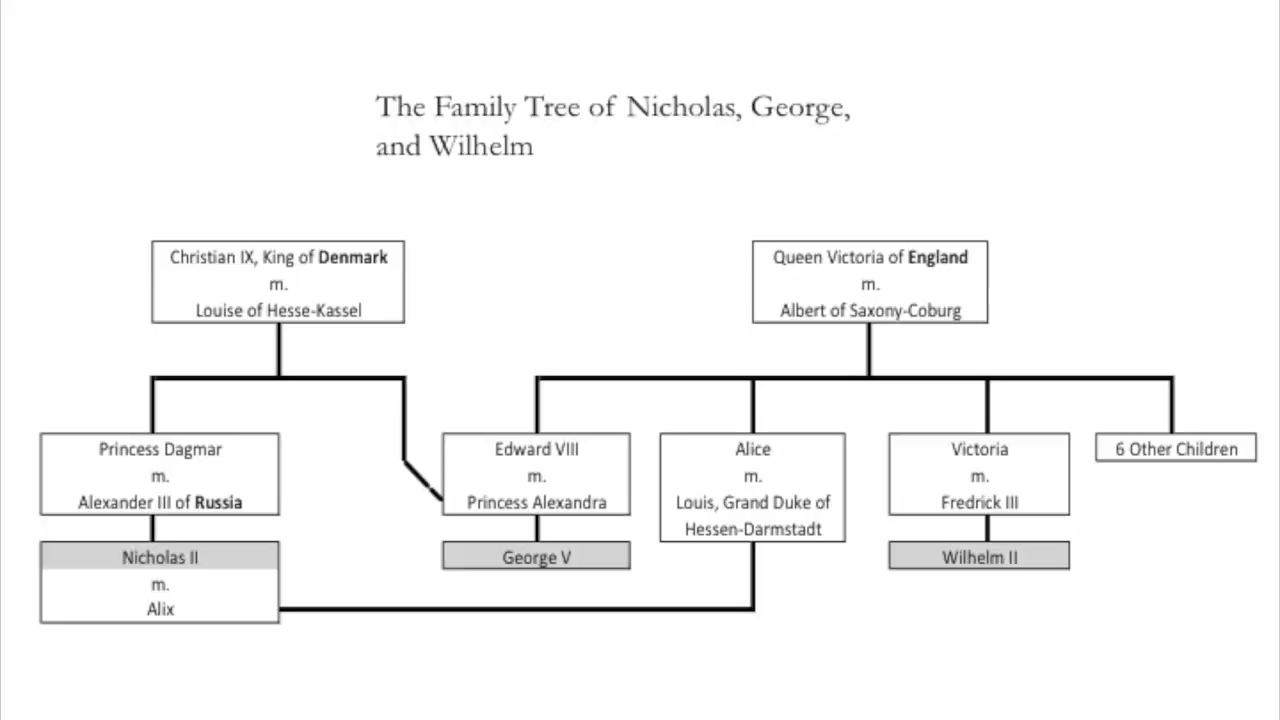 The Family Tree of Nicholas, George,
and Wilhelm
Christian IX, King of Denmark
m.
Louise of Hesse-Kassel
Queen Victoria of England
m.
Albert of Saxony-Coburg
Princess Dagmar
m.
Alexander III of Russia
Edward VIII
m.
Princess Alexandra
Alice
m.
Louis, Grand Duke of
Hessen-Darmstadt
Victoria
m.
Fredrick III
6 Other Children
Nicholas II
m.
Alix
George V
Wilhelm II